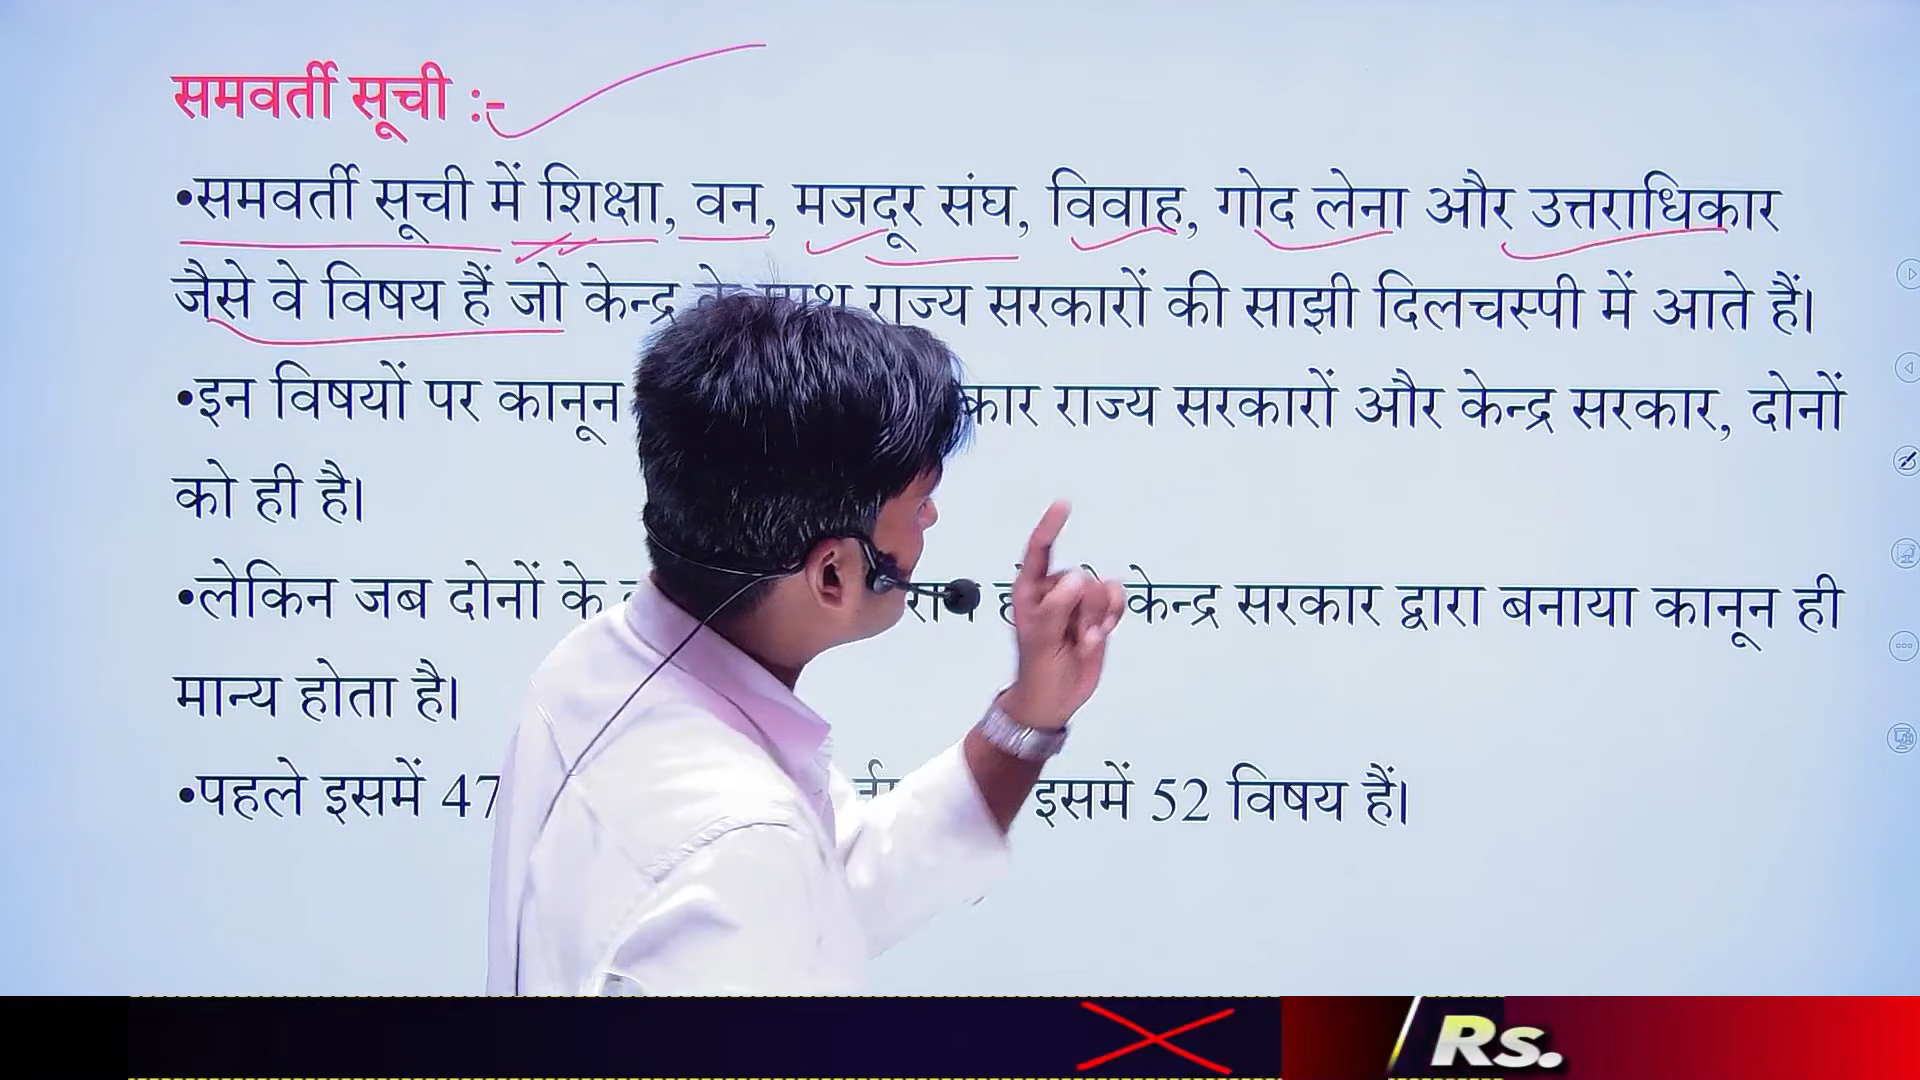 समवर्ती सूची :-
•समवर्ती सूची में शिक्षा, वन, मजदूर संघ, विवाह, गोद लेना और उत्तराधिकार
जैसे वे विषय हैं जो केन्द्र के साथ राज्य सरकारों की साझी दिलचस्पी में आते हैं।
•इन विषयों पर कानून राज्य सरकारों और केन्द्र सरकार, दोनों
को ही है।
•लेकिन जब दोनों के केन्द्र सरकार द्वारा बनाया कानून ही
मान्य होता है।
•पहले इसमें 47 इसमें 52 विषय हैं।
Rs.